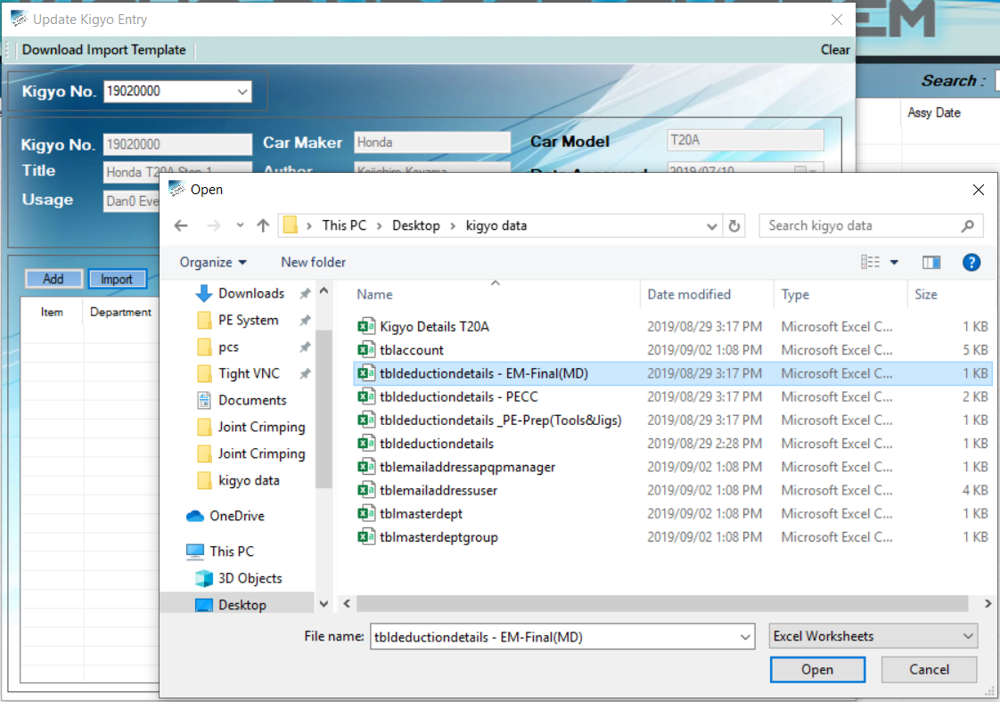 Update Kigyo Entry
EM
Download Import Template
Clear
Search :
Kigyo No. 19020000
Assy Date
Kigyo No. 19020000 Car Maker Honda Car Model T20A
Title Honda T20A Step 1 Author Keiichiro Koyama Date Approved 2019/07/10
Usage Dan0 Eve
Add Import
Item Department
Open
This PC Desktop kigyo data
Search kigyo data
Organize New folder
Downloads
PE System
pcs
Tight VNC
Documents
Joint Crimping
Joint Crimping
kigyo data
OneDrive
This PC
3D Objects
Desktop
Name Date modified Type Size
Kigyo Details T20A 2019/08/29 3:17 PM Microsoft Excel C... 1 KB
tblaccount 2019/09/02 1:08 PM Microsoft Excel C... 5 KB
tbldeductiondetails - EM-Final(MD) 2019/08/29 3:17 PM Microsoft Excel C... 1 KB
tbldeductiondetails - PECC 2019/08/29 3:17 PM Microsoft Excel C... 2 KB
tbldeductiondetails _PE-Prep(Tools&Jigs) 2019/08/29 3:17 PM Microsoft Excel C... 1 KB
tbldeductiondetails 2019/08/29 2:28 PM Microsoft Excel C... 1 KB
tblemailaddressapqpmanager 2019/09/02 1:08 PM Microsoft Excel C... 1 KB
tblemailaddressuser 2019/09/02 1:08 PM Microsoft Excel C... 4 KB
tblmasterdept 2019/09/02 1:08 PM Microsoft Excel C... 1 KB
tblmasterdeptgroup 2019/09/02 1:08 PM Microsoft Excel C... 1 KB
File name: tbldeductiondetails - EM-Final(MD) Excel Worksheets
Open Cancel